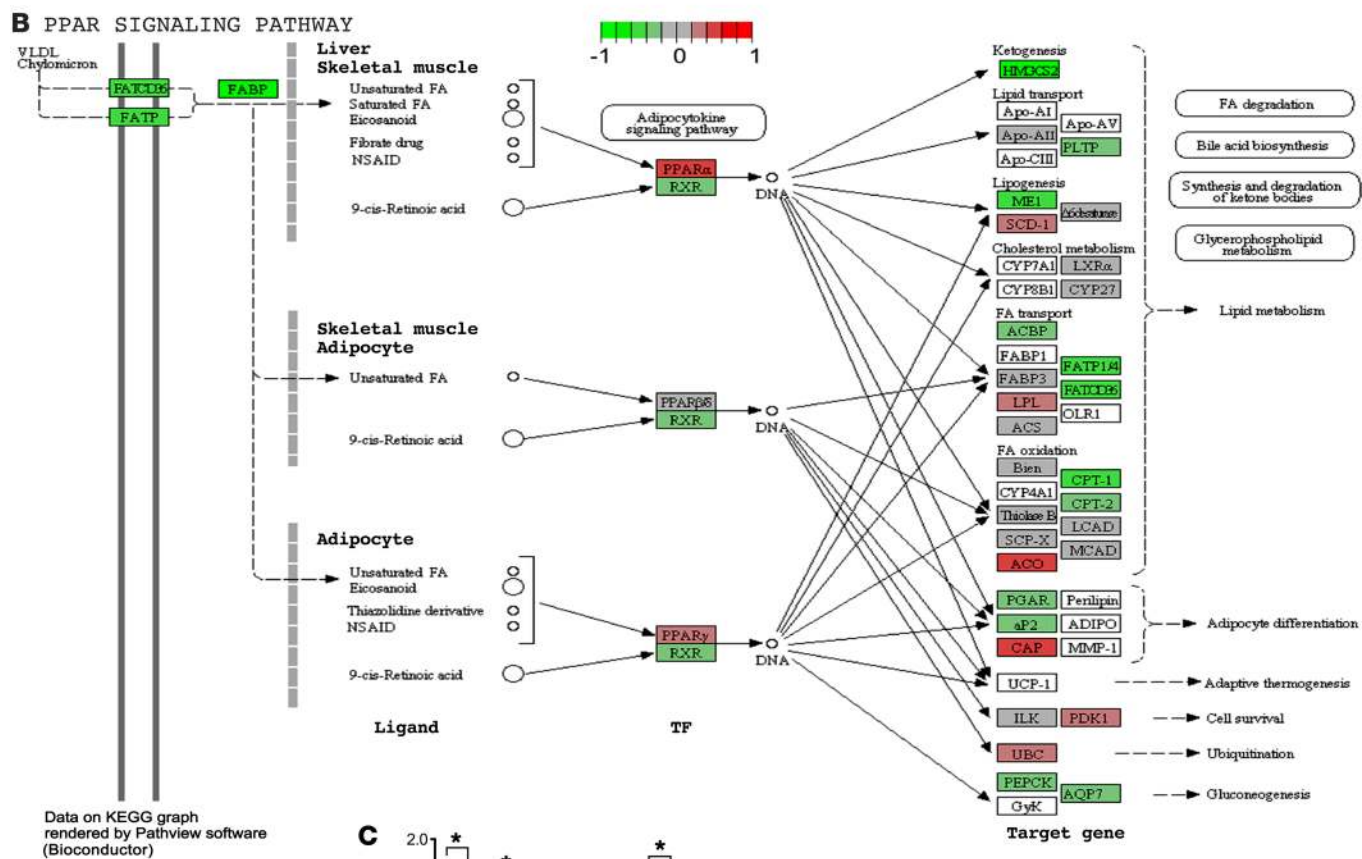 B PPAR SIGNALING PATHWAY
-1 0 1
VLDL
Chylomicron
FATCD36
FATP
FABP
Liver
Skeletal muscle
Unsaturated FA
Saturated FA
Eicosanoid
Fibrate drug
NSAID
9-cis-Retinoic acid
Adipocytokine
signaling pathway
PPARα
RXR
DNA
Skeletal muscle
Adipocyte
Unsaturated FA
9-cis-Retinoic acid
PPARβ/δ
RXR
DNA
Adipocyte
Unsaturated FA
Eicosanoid
Thiazolidine derivative
NSAID
9-cis-Retinoic acid
PPARγ
RXR
DNA
Ligand
TF
Ketogenesis
HMGCS2
Lipid transport
Apo-AI
Apo-AV
Apo-AII
PLTP
Apo-CIII
Lipogenesis
ME1
SCD-1
Cholesterol metabolism
CYP7A1 LXRα
CYP8B1 CYP27
FA transport
ACBP
FABP1
FATP1/4
FABP3
FATCD36
LPL
OLR1
ACS
FA oxidation
Bien
CPT-1
CYP4A1
CPT-2
Thiolase B
LCAD
SCP-X
MCAD
ACO
PGAR Perilipin
aP2 ADIPO
CAP MMP-1
UCP-1
ILK PDK1
UBC
PEPCK
AQP7
GyK
Target gene
FA degradation
Bile acid biosynthesis
Synthesis and degradation
of ketone bodies
Glycerophospholipid
metabolism
Lipid metabolism
Adipocyte differentiation
Adaptive thermogenesis
Cell survival
Ubiquitination
Gluconeogenesis
Data on KEGG graph
rendered by Pathview software
(Bioconductor)
C 2.0 * * *